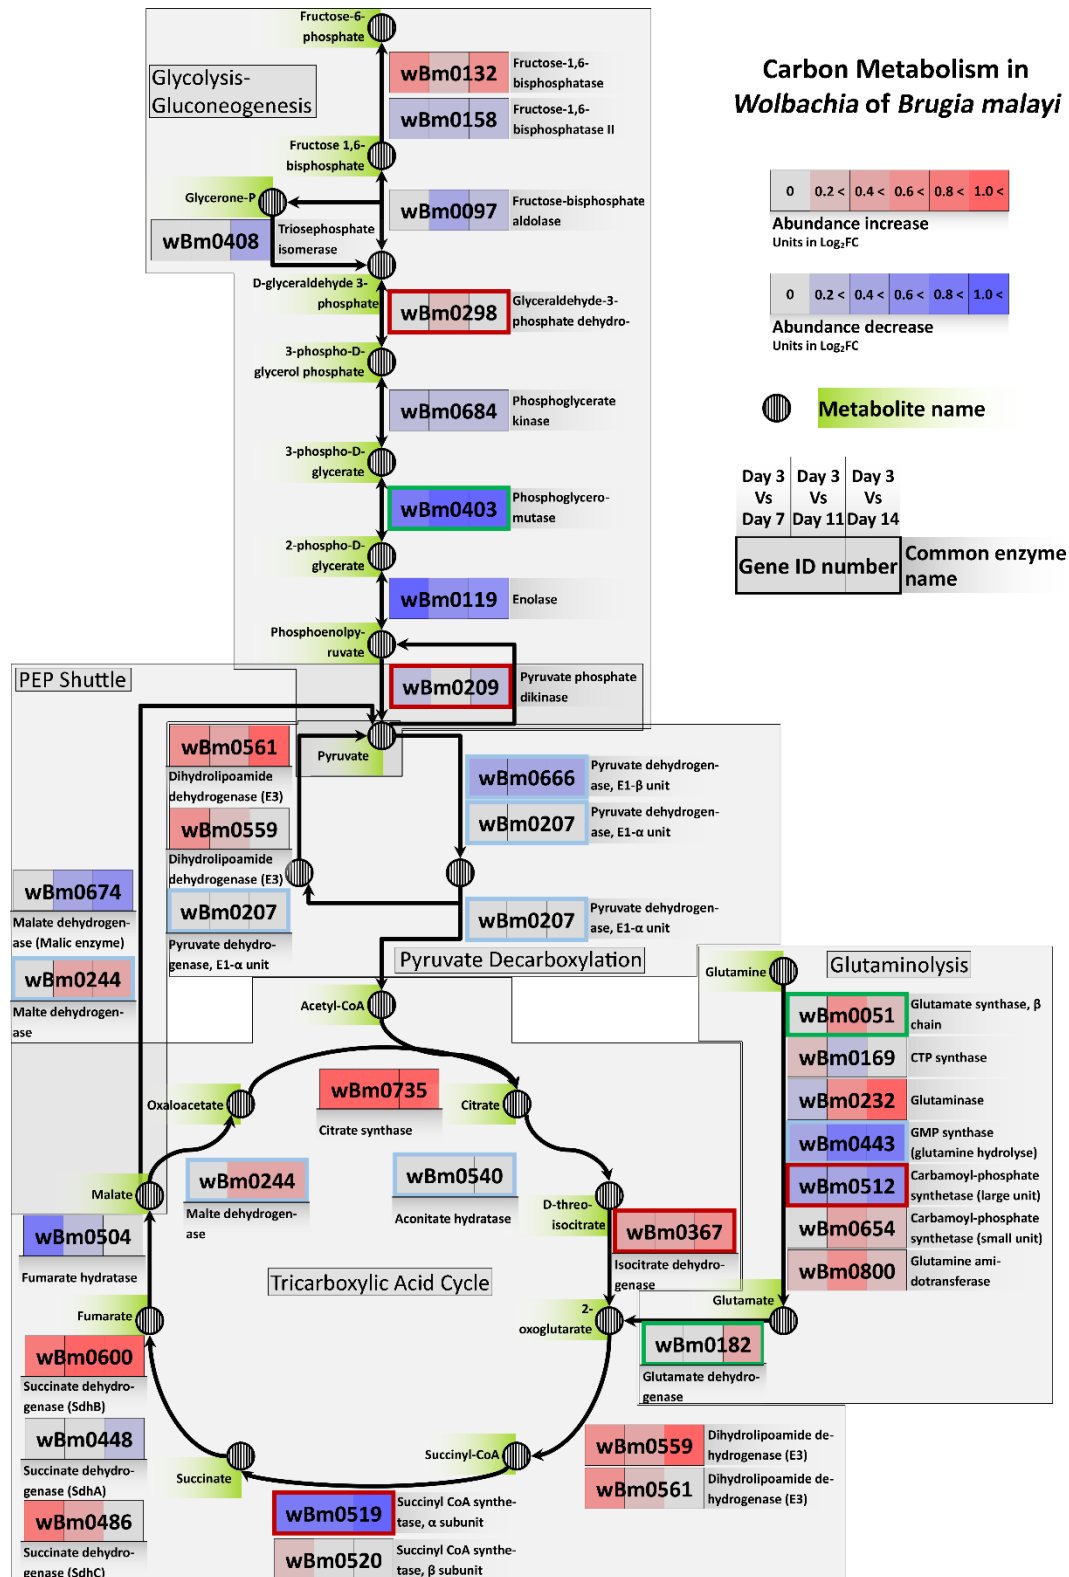 Carbon Metabolism in
Wolbachia of Brugia malayi
0
0.2 <
0.4 <
0.6 <
0.8 <
1.0 <
Abundance increase
Units in Log₂FC
0
0.2 <
0.4 <
0.6 <
0.8 <
1.0 <
Abundance decrease
Units in Log₂FC
Metabolite name
Day 3
Vs
Day 7
Day 3
Vs
Day 11
Day 3
Vs
Day 14
Gene ID number
Common enzyme
name
Glycolysis-
Gluconeogenesis
Fructose-6-
phosphate
wBm0132
Fructose-1,6-
bisphosphatase
wBm0158
Fructose-1,6-
bisphosphatase II
Fructose 1,6-
bisphosphate
Glycerone-P
wBm0097
Fructose-bisphosphate
aldolase
wBm0408
Triosephosphate
isomerase
D-glyceraldehyde 3-
phosphate
wBm0298
Glyceraldehyde-3-
phosphate dehydro-
3-phospho-D-
glycerol phosphate
wBm0684
Phosphoglycerate
kinase
3-phospho-D-
glycerate
wBm0403
Phosphoglycero-
mutase
2-phospho-D-
glycerate
wBm0119
Enolase
Phosphoenolpy-
ruvate
PEP Shuttle
wBm0209
Pyruvate phosphate
dikinase
Pyruvate
wBm0561
Dihydrolipoamide
dehydrogenase (E3)
wBm0559
Dihydrolipoamide
dehydrogenase (E3)
wBm0207
Pyruvate dehydro-
genase, E1-α unit
wBm0666
Pyruvate dehydrogen-
ase, E1-β unit
wBm0207
Pyruvate dehydrogen-
ase, E1-α unit
wBm0207
Pyruvate dehydrogen-
ase, E1-α unit
Pyruvate Decarboxylation
wBm0674
Malate dehydrogen-
ase (Malic enzyme)
wBm0244
Malte dehydrogen-
ase
Glutaminolysis
Glutamine
wBm0051
Glutamate synthase, β
chain
wBm0169
CTP synthase
wBm0232
Glutaminase
wBm0443
GMP synthase
(glutamine hydrolyse)
wBm0512
Carbamoyl-phosphate
synthetase (large unit)
wBm0654
Carbamoyl-phosphate
synthetase (small unit)
wBm0800
Glutamine ami-
dotransferase
Glutamate
wBm0182
Glutamate dehydro-
genase
Acetyl-CoA
Oxaloacetate
wBm0735
Citrate synthase
Citrate
wBm0244
Malte dehydrogen-
ase
wBm0540
Aconitate hydratase
D-threo-
isocitrate
wBm0367
Isocitrate dehydro-
genase
Malate
wBm0504
Fumarate hydratase
Tricarboxylic Acid Cycle
Fumarate
2-
oxoglutarate
wBm0600
Succinate dehydro-
genase (SdhB)
wBm0448
Succinate dehydro-
genase (SdhA)
wBm0486
Succinate dehydro-
genase (SdhC)
Succinate
Succinyl-CoA
wBm0559
Dihydrolipoamide de-
hydrogenase (E3)
wBm0561
Dihydrolipoamide de-
hydrogenase (E3)
wBm0519
Succinyl CoA synthe-
tase, α subunit
wBm0520
Succinyl CoA synthe-
tase, β subunit